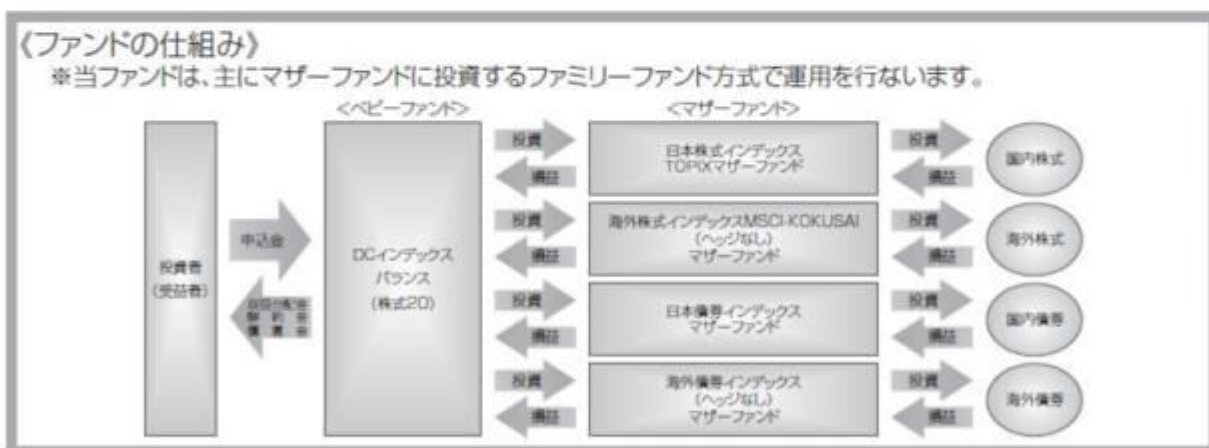 《ファンドの仕組み》
※当ファンドは、主にマザーファンドに投資するファミリーファンド方式で運用を行ないます。
<ベビーファンド>
<マザーファンド>
投資者
(受益者)
申込金
収益分配金
解約金
償還金
DCインデックス
バランス
(株式20)
投資
損益
日本株式インデックス
TOPIXマザーファンド
投資
損益
国内株式
投資
損益
海外株式インデックスMSCI-KOKUSAI
(ヘッジなし)
マザーファンド
投資
損益
海外株式
投資
損益
日本債券インデックス
マザーファンド
投資
損益
国内債券
投資
損益
海外債券インデックス
(ヘッジなし)
マザーファンド
投資
損益
海外債券